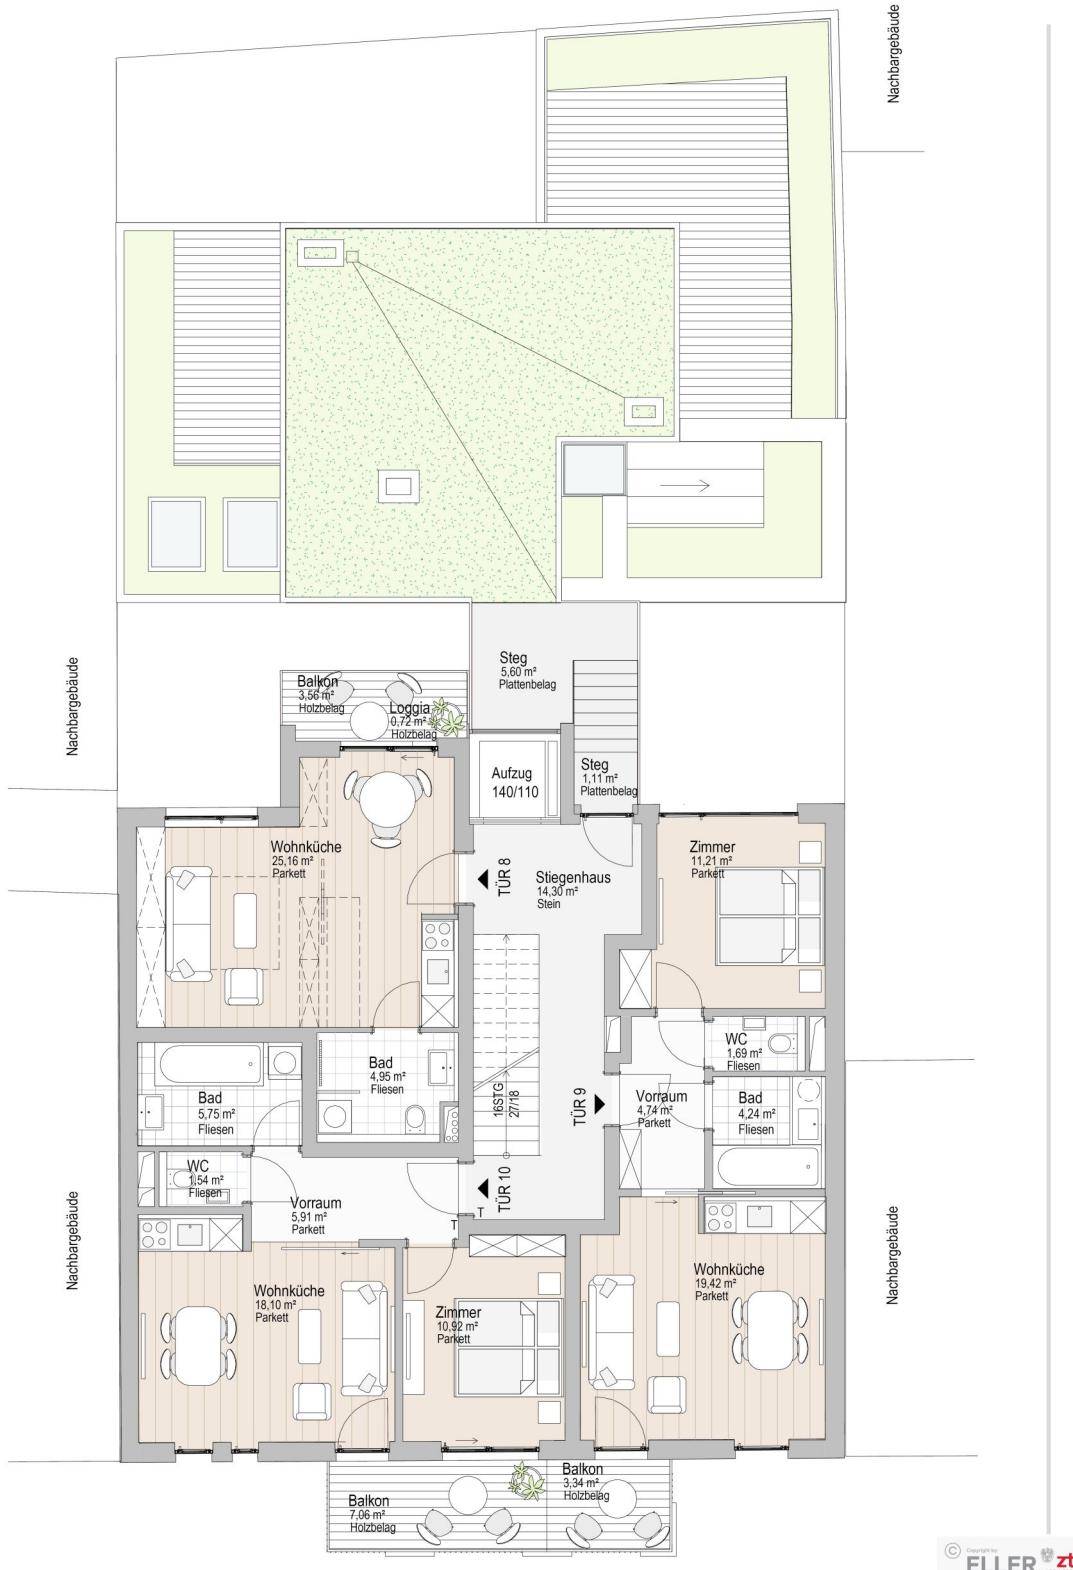 Nachbargebäude
Steg
5,60 m²
Plattenbelag
Balkon
3,56 m²
Holzbelag
Loggia
0,72 m²
Holzbelag
Nachbargebäude
Steg
1,11 m²
Plattenbelag
Aufzug
140/110
Wohnküche
25,16 m²
Parkett
TÜR 8
Stiegenhaus
14,30 m²
Stein
Zimmer
11,21 m²
Parkett
WC
1,69 m²
Fliesen
Bad
4,95 m²
Fliesen
Bad
5,75 m²
Fliesen
16STG
27/18
TÜR 9
Vorraum
4,74 m²
Parkett
Bad
4,24 m²
Fliesen
WC
1,54 m²
Fliesen
TÜR 10
Vorraum
5,91 m²
Parkett
T
T
Nachbargebäude
Nachbargebäude
Wohnküche
18,10 m²
Parkett
Zimmer
10,92 m²
Parkett
Wohnküche
19,42 m²
Parkett
Balkon
3,34 m²
Holzbelag
Balkon
7,06 m²
Holzbelag
© Copyright by:
ELLER zt